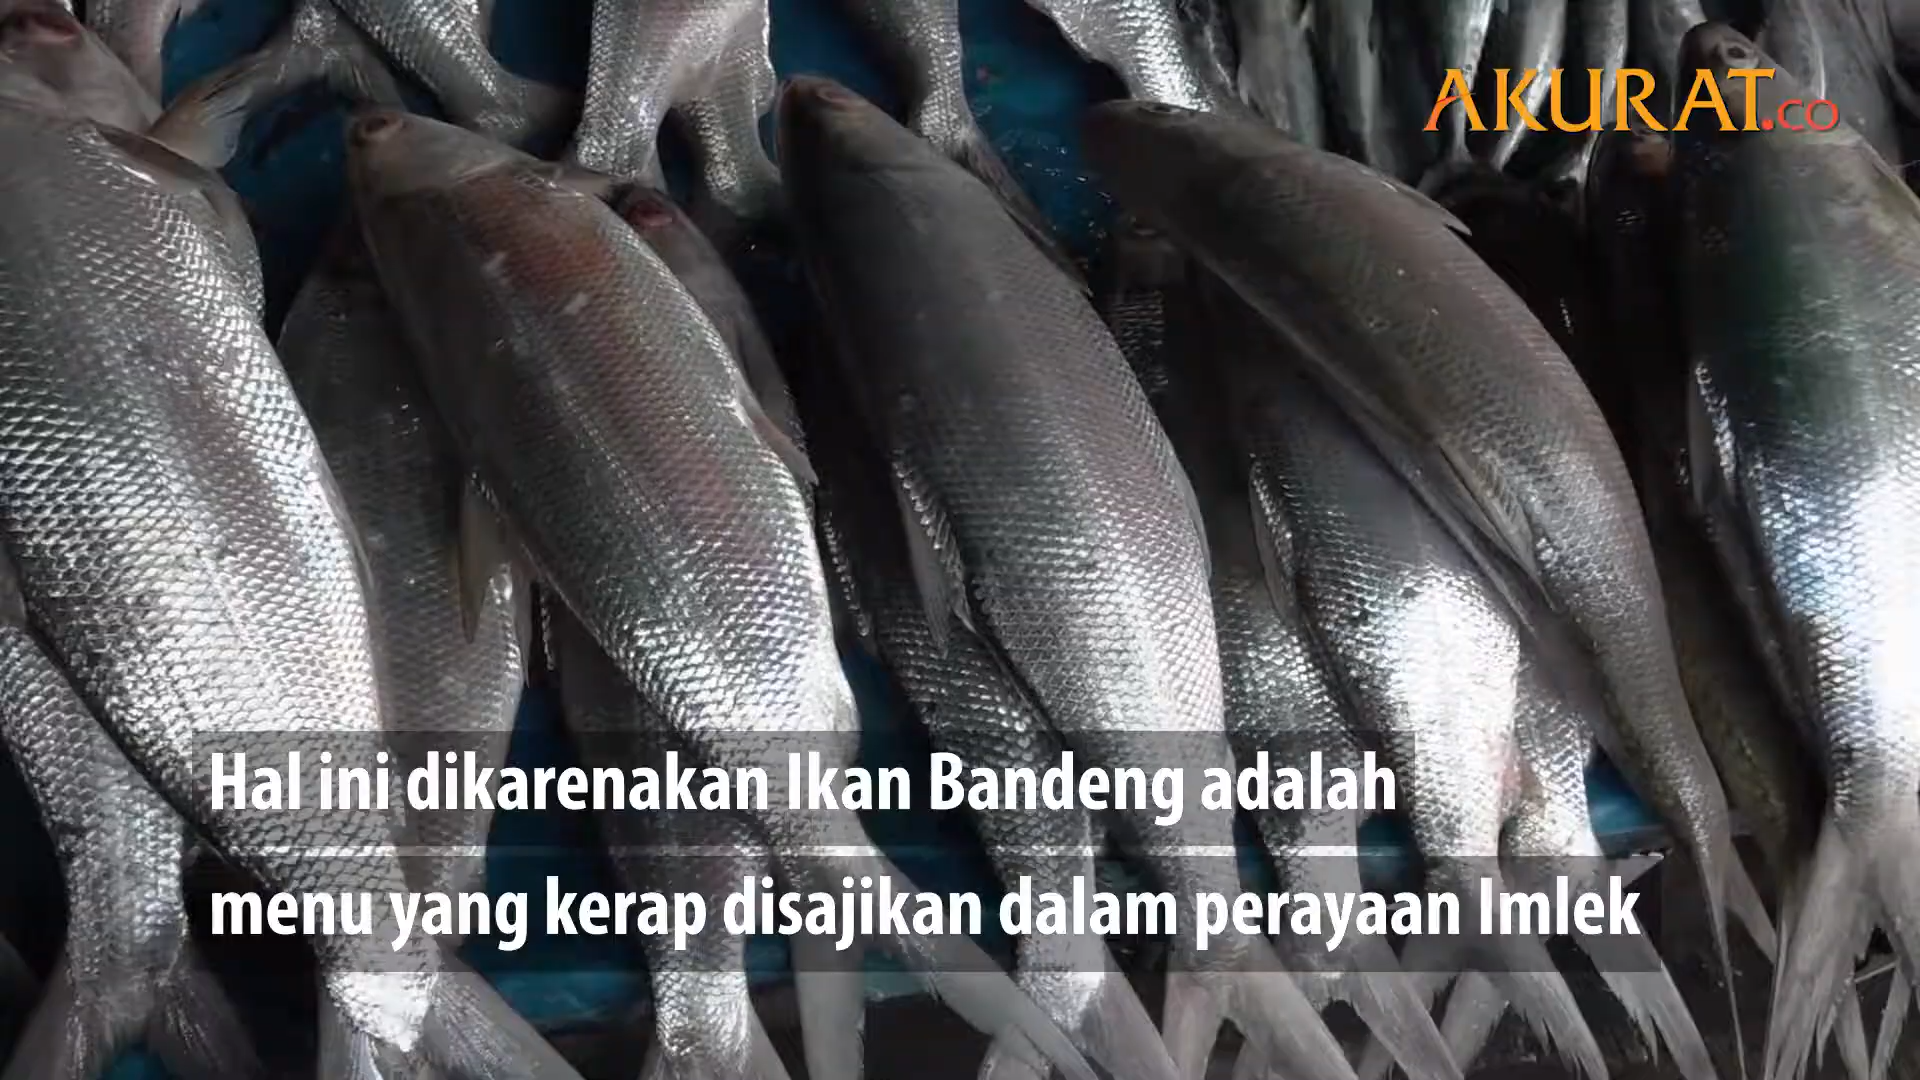 AKURAT.CO
Hal ini dikarenakan Ikan Bandeng adalah
menu yang kerap disajikan dalam perayaan Imlek